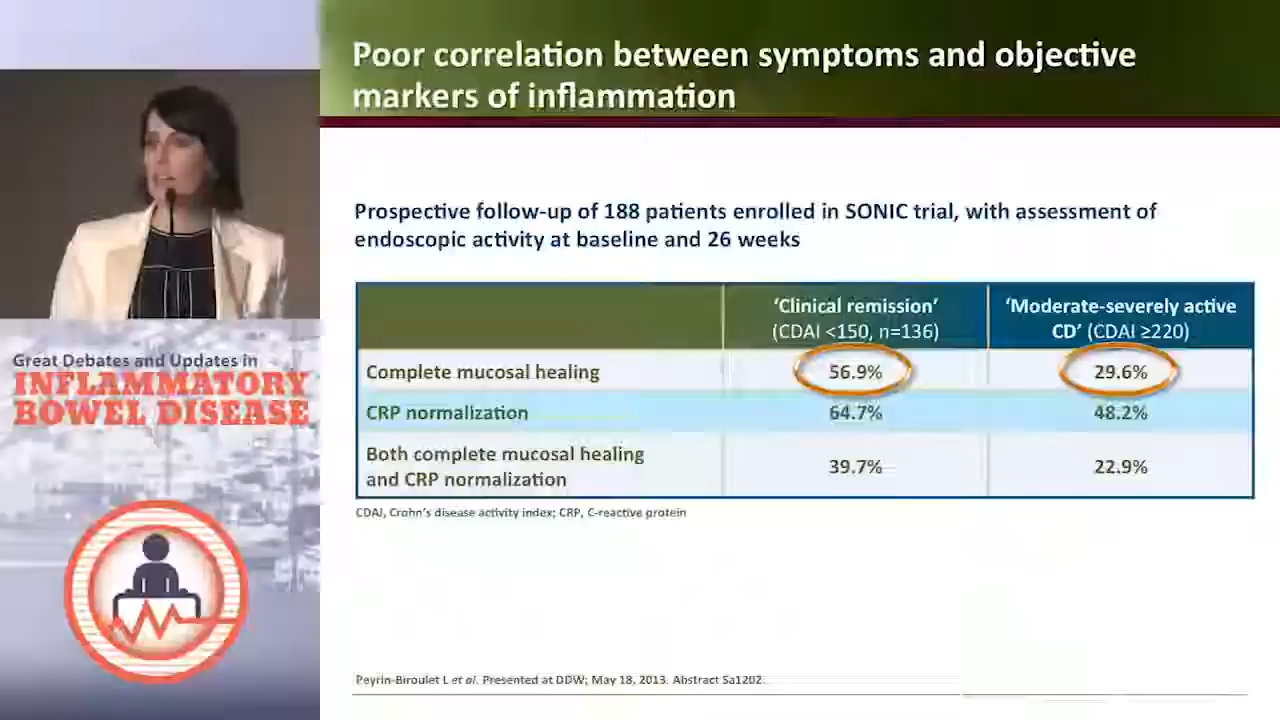 Poor correlation between symptoms and objective
markers of inflammation
Great Debates and Updates in
INFLAMMATORY
BOWEL DISEASE
Prospective follow-up of 188 patients enrolled in SONIC trial, with assessment of
endoscopic activity at baseline and 26 weeks
'Clinical remission'
(CDAI <150, n=136)
'Moderate-severely active
CD' (CDAI ≥220)
Complete mucosal healing
56.9%
29.6%
CRP normalization
64.7%
48.2%
Both complete mucosal healing
and CRP normalization
39.7%
22.9%
CDAI, Crohn's disease activity index; CRP, C-reactive protein
Peyrin-Biroulet L et al. Presented at DDW; May 18, 2013. Abstract Sa1202.